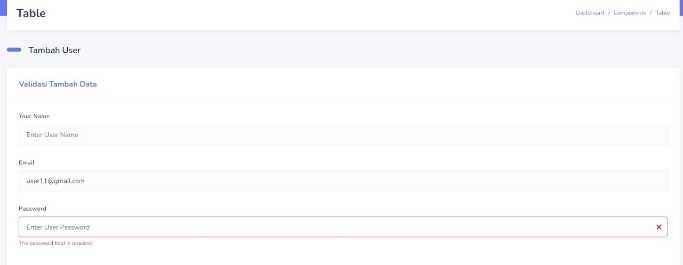 Table
Dashboard / Components / Table
Tambah User
Validasi Tambah Data
Your Name
Enter User Name
Email
user11@gmail.com
Password
Enter User Password
The password field is required.